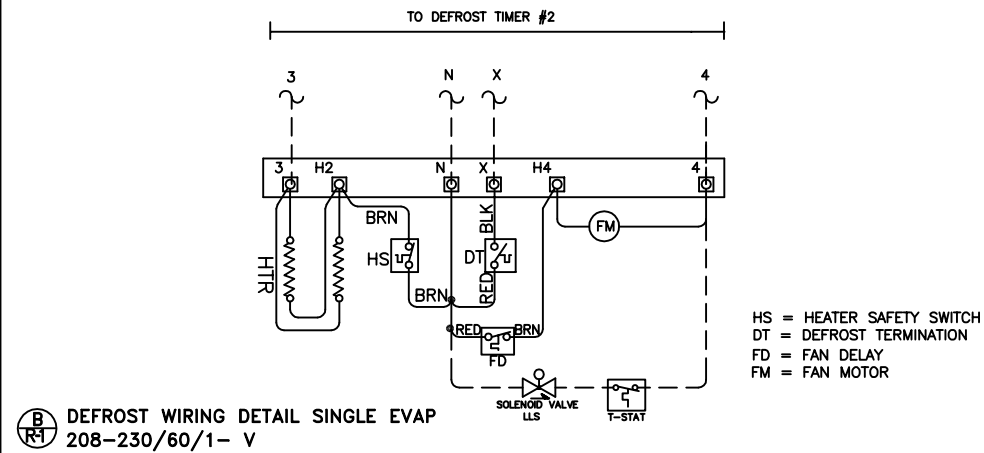 TO DEFROST TIMER #2
3 N X 4
3 H2 N X H4 4
BRN
BLK
FM
HS
DT
HTR
BRN
RED
RED
BRN
FD
HS = HEATER SAFETY SWITCH
DT = DEFROST TERMINATION
FD = FAN DELAY
FM = FAN MOTOR
SOLENOID VALVE
LLS
T-STAT
B
R-1
DEFROST WIRING DETAIL SINGLE EVAP
208-230/60/1- V